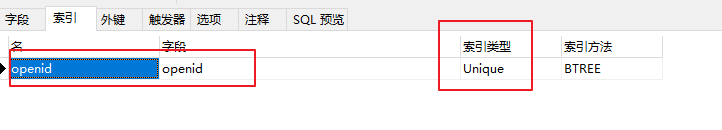 字段 索引 外键 触发器 选项 注释 SQL 预览
名 字段 索引类型 索引方法
openid openid Unique BTREE